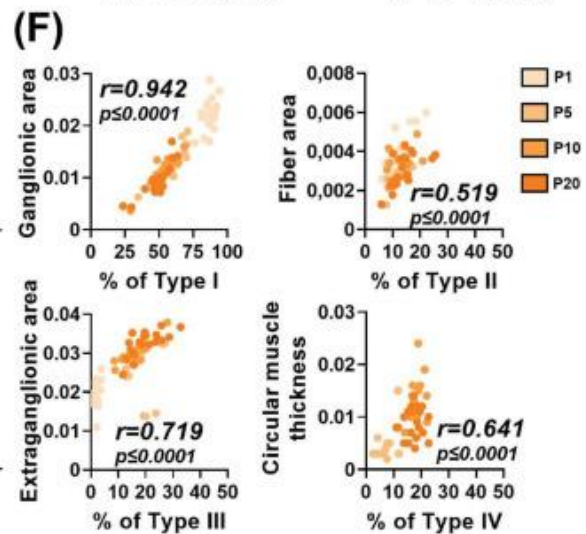 (F)
Ganglionic area
0.03
0.02
0.01
0
r=0.942
p≤0.0001
0 25 50 75 100
% of Type I
Fiber area
0,008
0,006
0,004
0,002
0
r=0.519
p≤0.0001
0 10 20 30 40 50
% of Type II
P1
P5
P10
P20
Extraganglionic area
0.04
0.03
0.02
0.01
0
r=0.719
p≤0.0001
0 10 20 30 40 50
% of Type III
Circular muscle
thickness
0.03
0.02
0.01
0
r=0.641
p≤0.0001
0 10 20 30 40 50
% of Type IV